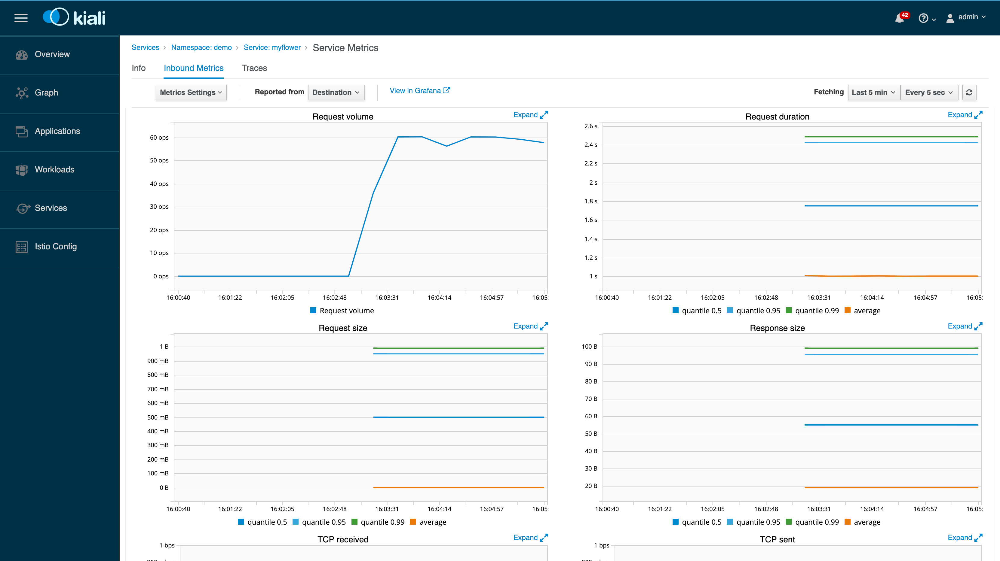 kiali
42
admin
Overview
Graph
Applications
Workloads
Services
Istio Config
Services > Namespace: demo > Service: myflower > Service Metrics
Info Inbound Metrics Traces
Metrics Settings Reported from Destination View in Grafana Fetching Last 5 min Every 5 sec
Request volume
Expand
60 ops
50 ops
40 ops
30 ops
20 ops
10 ops
0 ops
16:00:40 16:01:22 16:02:05 16:02:48 16:03:31 16:04:14 16:04:57 16:05:
Request volume
Request duration
Expand
2.6 s
2.4 s
2.2 s
2 s
1.8 s
1.6 s
1.4 s
1.2 s
1 s
16:00:40 16:01:22 16:02:05 16:02:48 16:03:31 16:04:14 16:04:57 16:05:
quantile 0.5 quantile 0.95 quantile 0.99 average
Request size
Expand
1 B
900 mB
800 mB
700 mB
600 mB
500 mB
400 mB
300 mB
200 mB
100 mB
0 B
16:00:40 16:01:22 16:02:05 16:02:48 16:03:31 16:04:14 16:04:57 16:05:
quantile 0.5 quantile 0.95 quantile 0.99 average
Response size
Expand
100 B
90 B
80 B
70 B
60 B
50 B
40 B
30 B
20 B
16:00:40 16:01:22 16:02:05 16:02:48 16:03:31 16:04:14 16:04:57 16:05:
quantile 0.5 quantile 0.95 quantile 0.99 average
TCP received
Expand
1 bps
TCP sent
Expand
1 bps